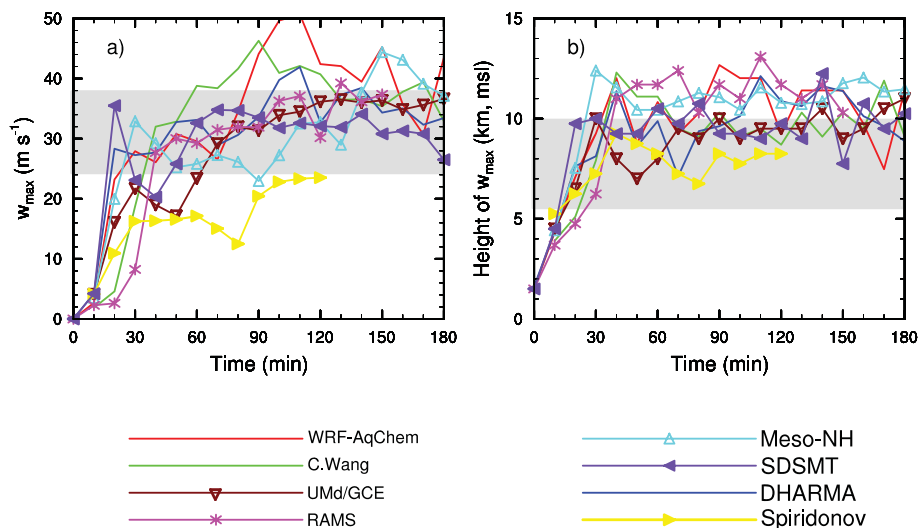 a)
50
40
30
20
10
0
w max (m s-1)
0 30 60 90 120 150 180
Time (min)
b)
15
10
5
0
Height of w max (km, msl)
0 30 60 90 120 150 180
Time (min)
WRF-AqChem
C.Wang
UMd/GCE
RAMS
Meso-NH
SDSMT
DHARMA
Spiridonov